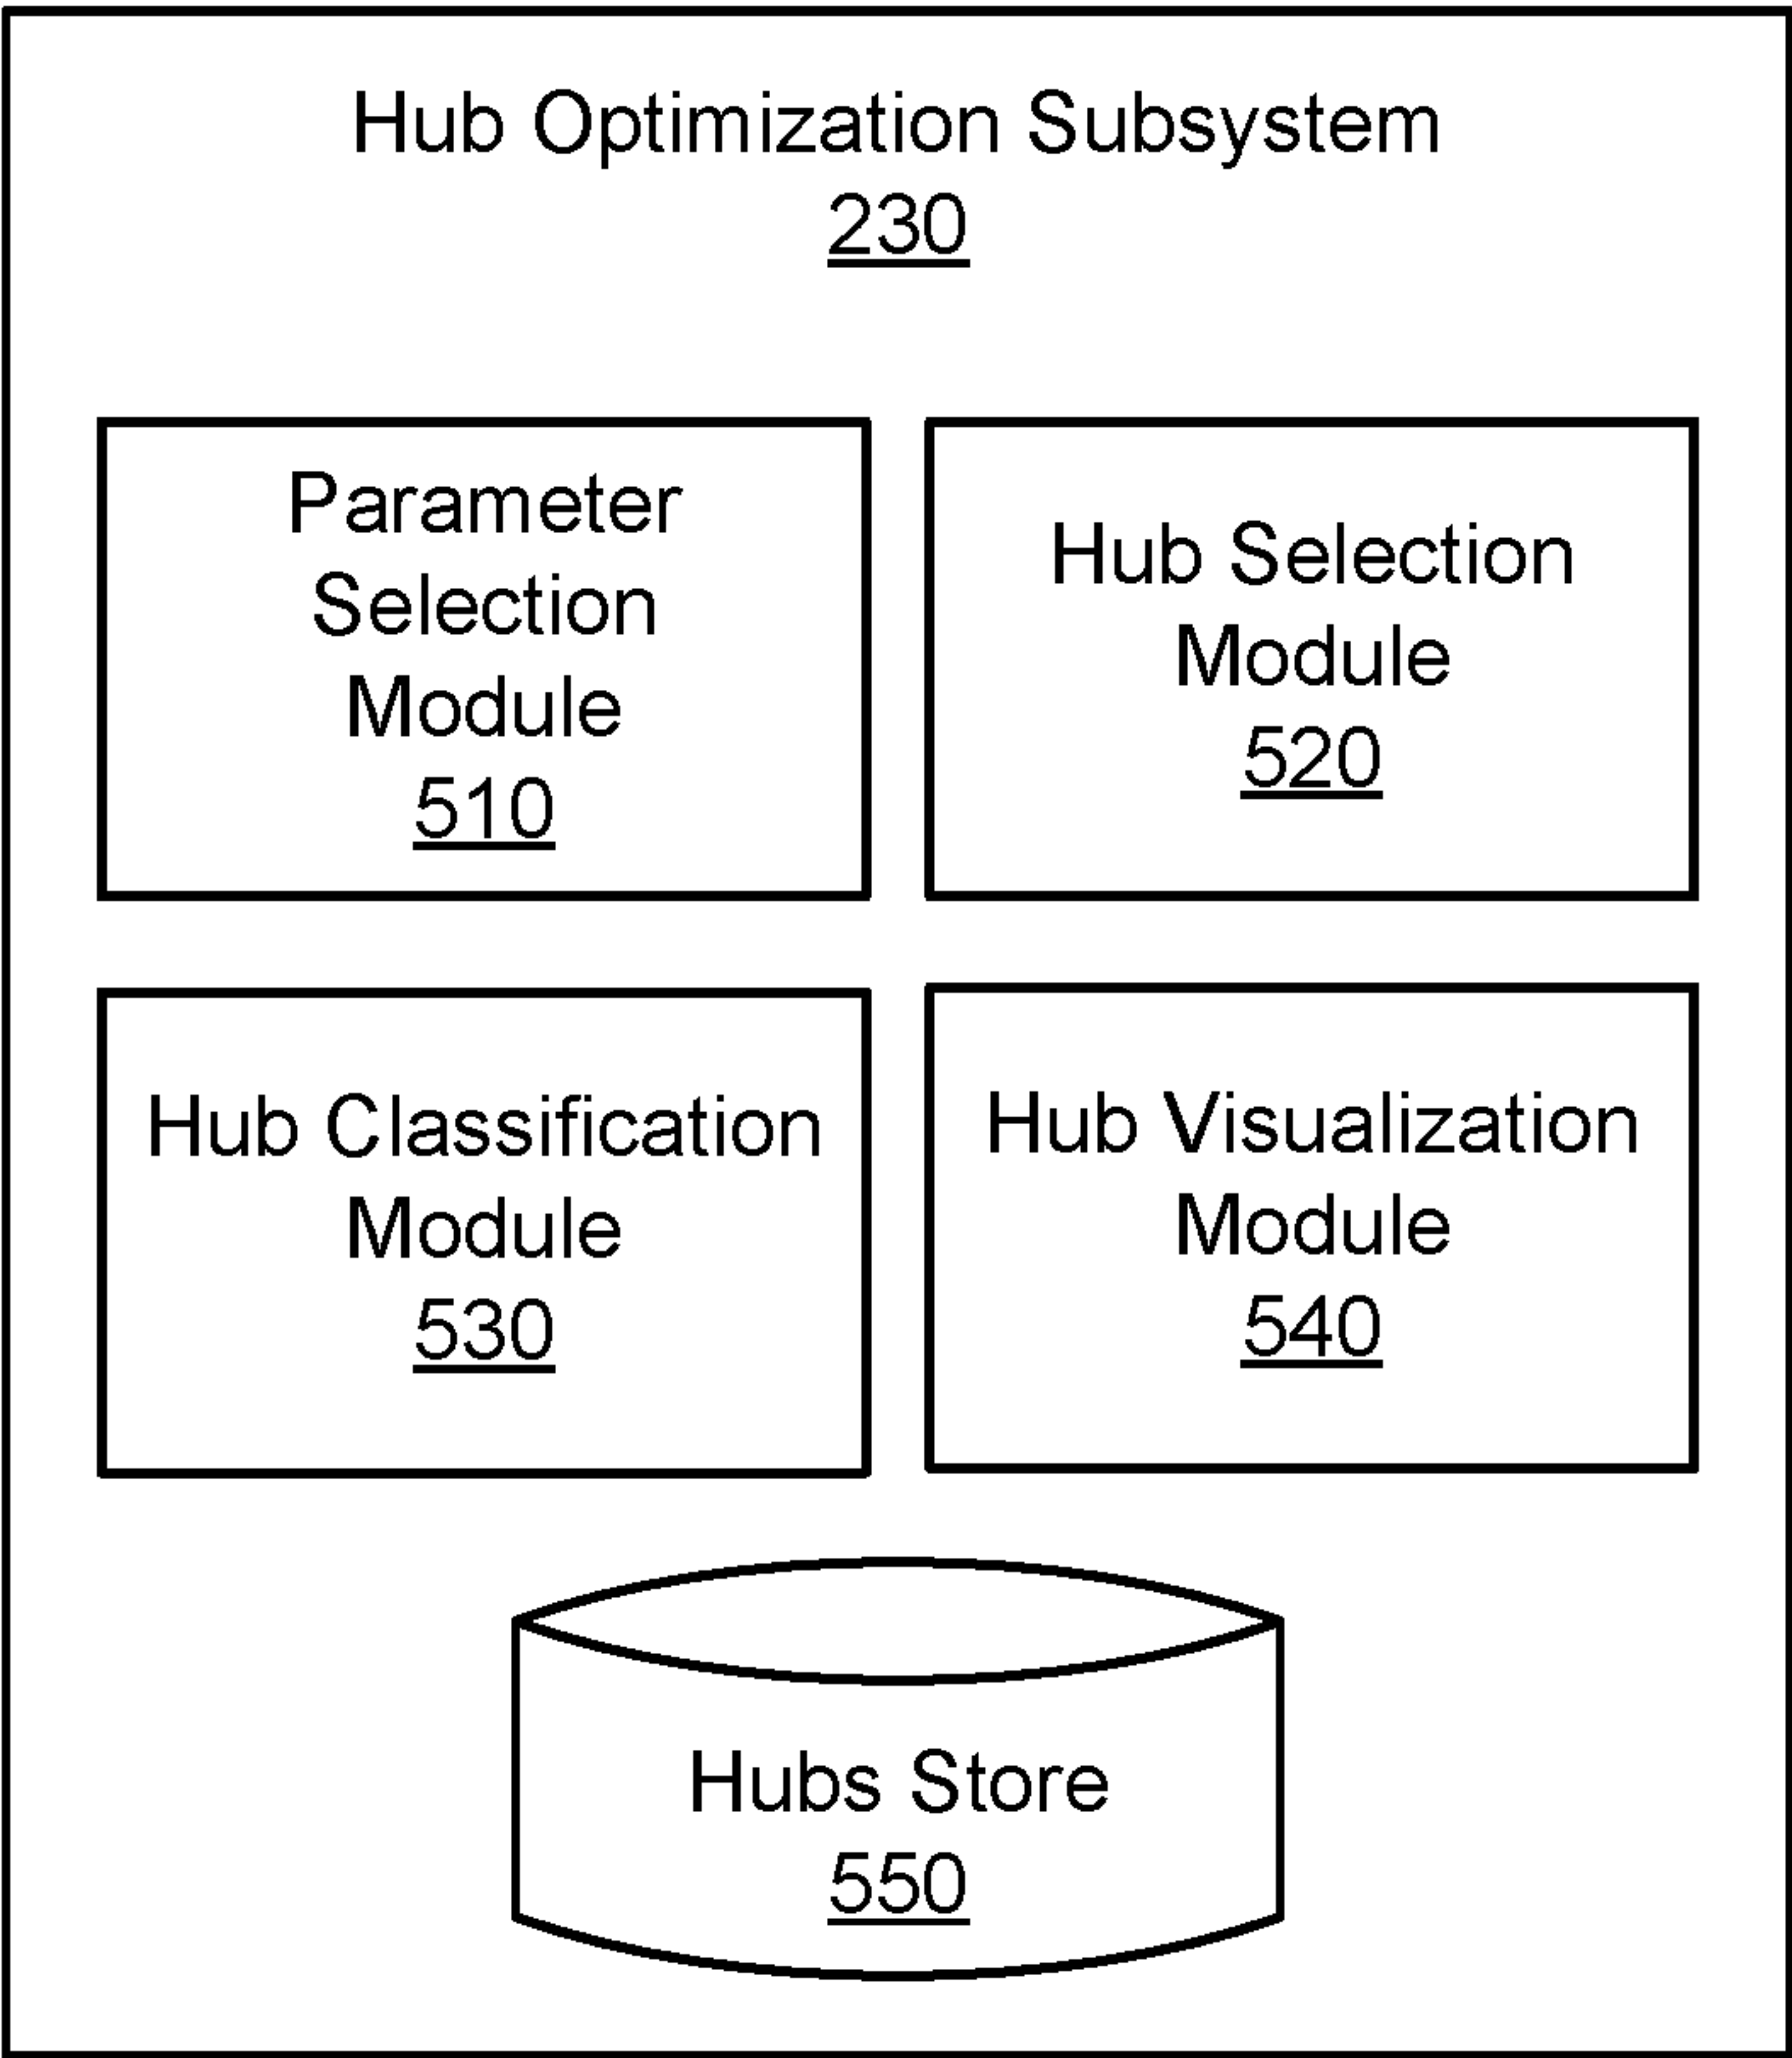 Hub Optimization Subsystem
230
Parameter
Selection
Module
510
Hub Selection
Module
520
Hub Classification
Module
530
Hub Visualization
Module
540
Hubs Store
550